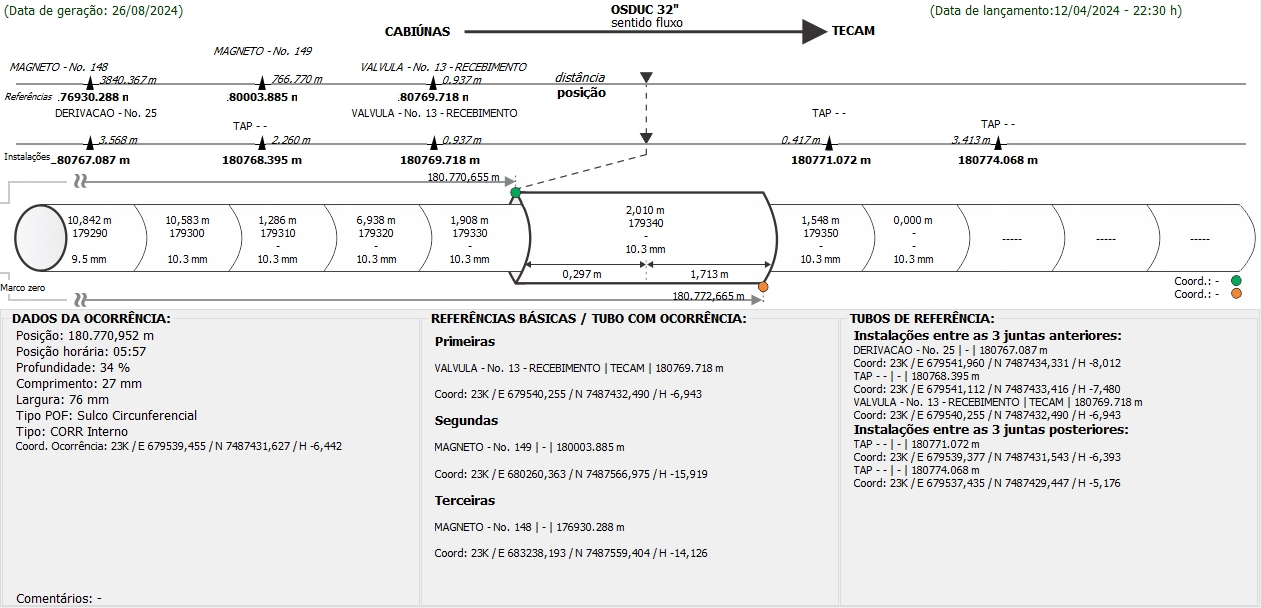 (Data de geração: 26/08/2024)
OSDUC 32"
(Data de lançamento:12/04/2024 - 22:30 h)
sentido fluxo
CABIÚNAS
TECAM
MAGNETO - No. 149
MAGNETO - No. 148
VALVULA - No. 13 - RECEBIMENTO
3840.367 m
766.770 m
0.937 m
distância
Referências
.76930.288 m
.80003.885 m
.80769.718 m
posição
DERIVACAO - No. 25
VALVULA - No. 13 - RECEBIMENTO
TAP - -
TAP - -
TAP - -
3.568 m
2.260 m
0.937 m
0.417 m
3.413 m
Instalações
80767.087 m
180768.395 m
180769.718 m
180771.072 m
180774.068 m
180.770,655 m
10,842 m
10,583 m
1,286 m
6,938 m
1,908 m
2,010 m
1,548 m
0,000 m
179290
179300
179310
179320
179330
179340
179350
-
-
-
-
-
-
-
-----
-----
-----
9.5 mm
10.3 mm
10.3 mm
10.3 mm
10.3 mm
10.3 mm
10.3 mm
10.3 mm
0,297 m
1,713 m
Marco zero
180.772,665 m
Coord.: -
Coord.: -
DADOS DA OCORRÊNCIA:
Posição: 180.770,952 m
Posição horária: 05:57
Profundidade: 34 %
Comprimento: 27 mm
Largura: 76 mm
Tipo POF: Sulco Circunferencial
Tipo: CORR Interno
Coord. Ocorrência: 23K / E 679539,455 / N 7487431,627 / H -6,442
Comentários: -
REFERÊNCIAS BÁSICAS / TUBO COM OCORRÊNCIA:
Primeiras
VALVULA - No. 13 - RECEBIMENTO | TECAM | 180769.718 m
Coord: 23K / E 679540,255 / N 7487432,490 / H -6,943
Segundas
MAGNETO - No. 149 | - | 180003.885 m
Coord: 23K / E 680260,363 / N 7487566,975 / H -15,919
Terceiras
MAGNETO - No. 148 | - | 176930.288 m
Coord: 23K / E 683238,193 / N 7487559,404 / H -14,126
TUBOS DE REFERÊNCIA:
Instalações entre as 3 juntas anteriores:
DERIVACAO - No. 25 | - | 180767.087 m
Coord: 23K / E 679541,960 / N 7487434,331 / H -8,012
TAP - - | - | 180768.395 m
Coord: 23K / E 679541,112 / N 7487433,416 / H -7,480
VALVULA - No. 13 - RECEBIMENTO | TECAM | 180769.718 m
Coord: 23K / E 679540,255 / N 7487432,490 / H -6,943
Instalações entre as 3 juntas posteriores:
TAP - - | - | 180771.072 m
Coord: 23K / E 679539,377 / N 7487431,543 / H -6,393
TAP - - | - | 180774.068 m
Coord: 23K / E 679537,435 / N 7487429,447 / H -5,176